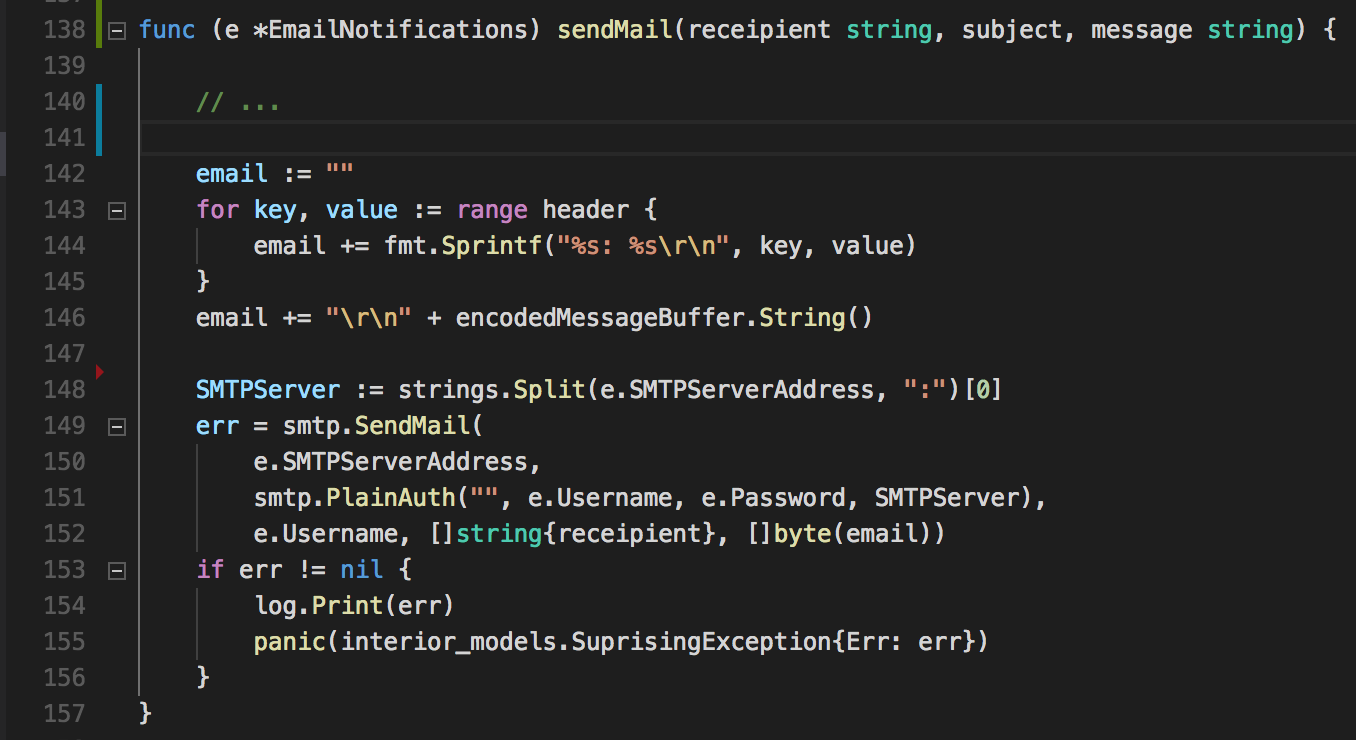 138 func (e *EmailNotifications) sendMail(receipient string, subject, message string) {
139
140 // ...
141
142 email := ""
143 for key, value := range header {
144 email += fmt.Sprintf("%s: %s\r\n", key, value)
145 }
146 email += "\r\n" + encodedMessageBuffer.String()
147
148 SMTPServer := strings.Split(e.SMTPServerAddress, ":")[0]
149 err = smtp.SendMail(
150 e.SMTPServerAddress,
151 smtp.PlainAuth("", e.Username, e.Password, SMTPServer),
152 e.Username, []string{receipient}, []byte(email))
153 if err != nil {
154 log.Print(err)
155 panic(interior_models.SuprisingException{Err: err})
156 }
157 }